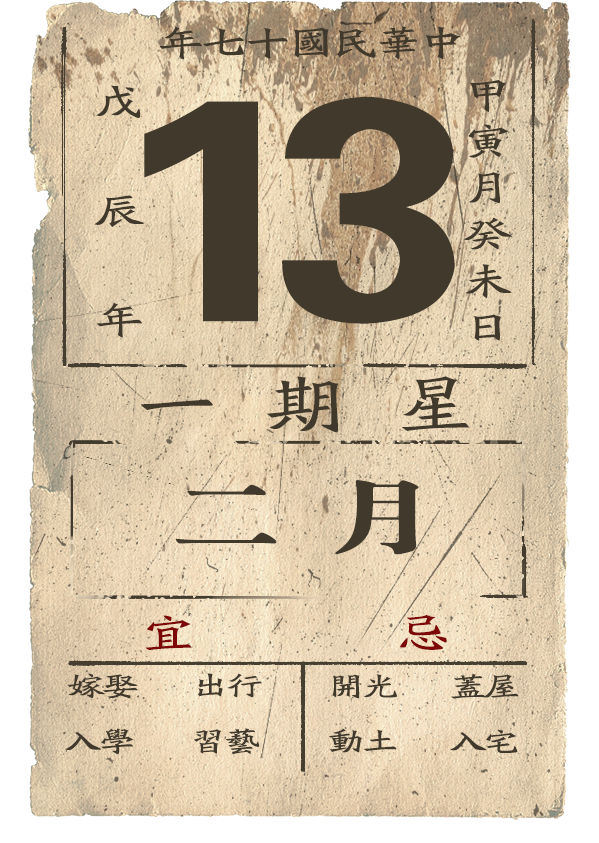 中華民國十七年
甲寅月癸未日
13
戊辰年
星期一
二月
宜 忌
嫁娶 出行 開光 蓋屋
入學 習藝 動土 入宅